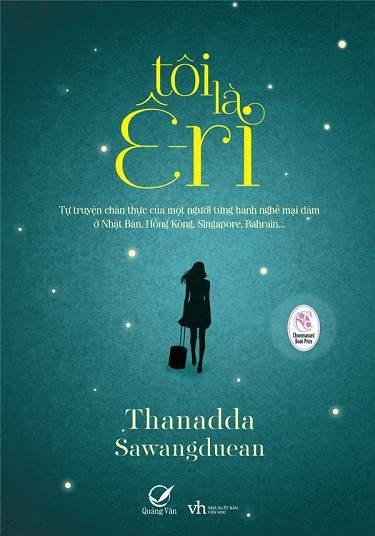 tôi là
Ê-ri
Tự truyện chân thực của một người từng hành nghề mại dâm
ở Nhật Bản, Hồng Kông, Singapore, Bahrain...
Chommanard
Book Prize
Thanadda
Sawangduean
Quảng Văn
vh NHÀ XUẤT BẢN
VĂN HỌC